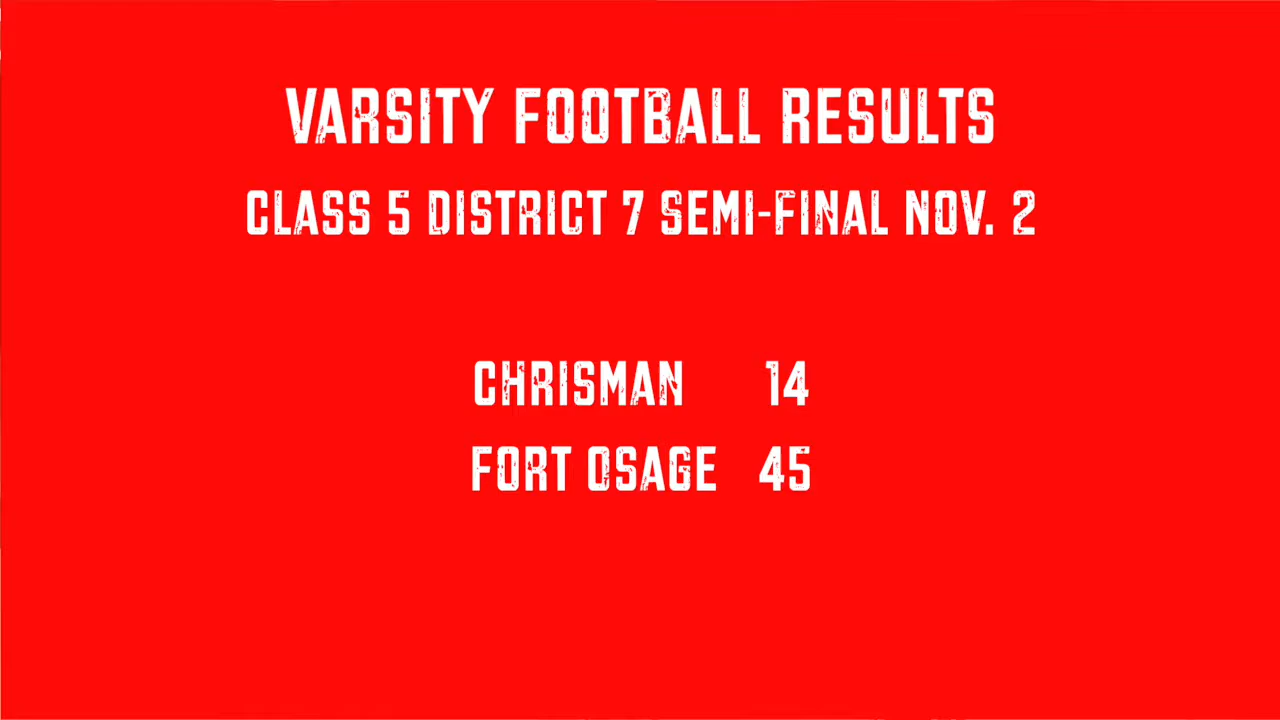 VARSITY FOOTBALL RESULTS
CLASS 5 DISTRICT 7 SEMI-FINAL NOV. 2
CHRISMAN 14
FORT OSAGE 45